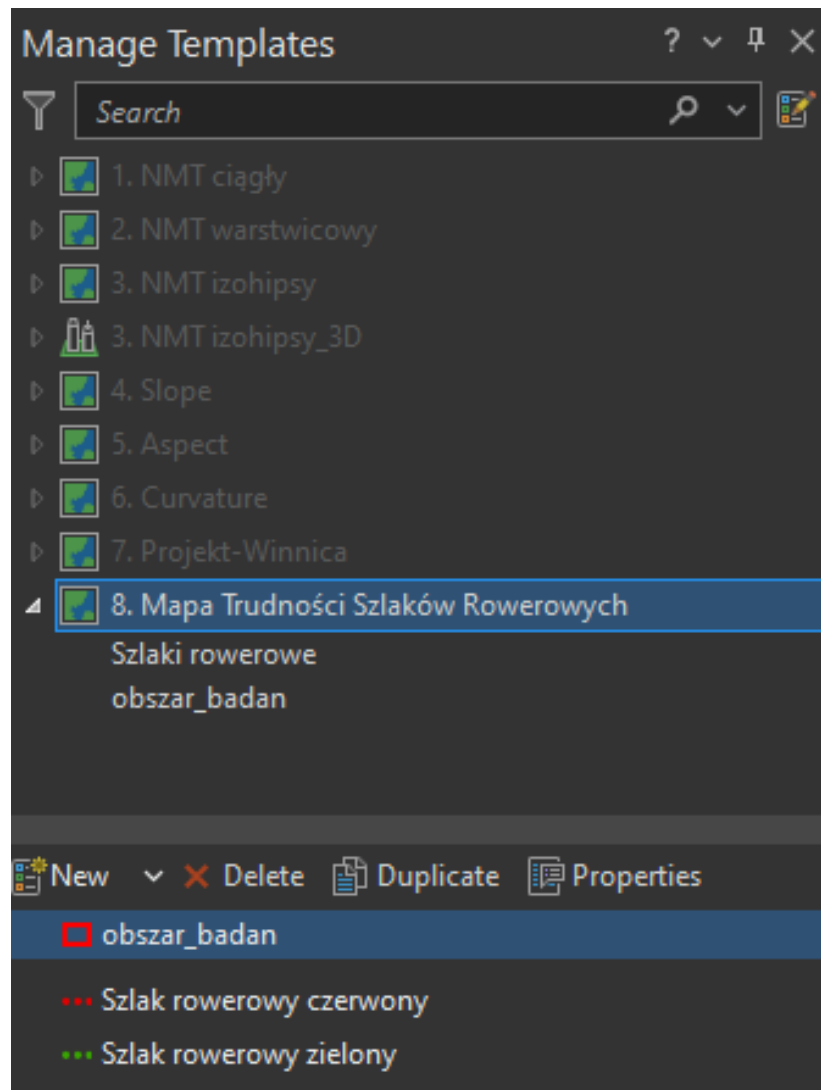 Manage Templates ?
Search
1. NMT ciągły
2. NMT warstwicowy
3. NMT izohipsy
3. NMT izohipsy_3D
4. Slope
5. Aspect
6. Curvature
7. Projekt-Winnica
8. Mapa Trudności Szlaków Rowerowych
Szlaki rowerowe
obszar_badan
New Delete Duplicate Properties
obszar_badan
Szlak rowerowy czerwony
Szlak rowerowy zielony